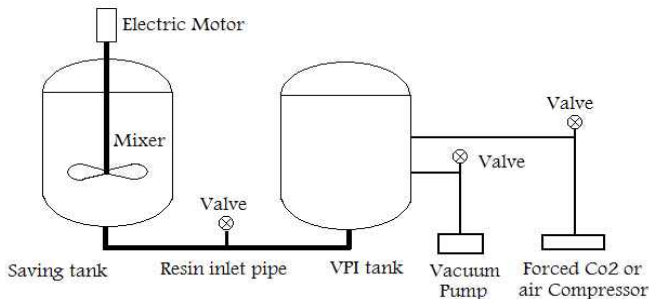 Electric Motor
Mixer
Valve
Valve
Valve
Saving tank
Resin inlet pipe
VPI tank
Vacuum
Pump
Forced Co2 or
air Compressor